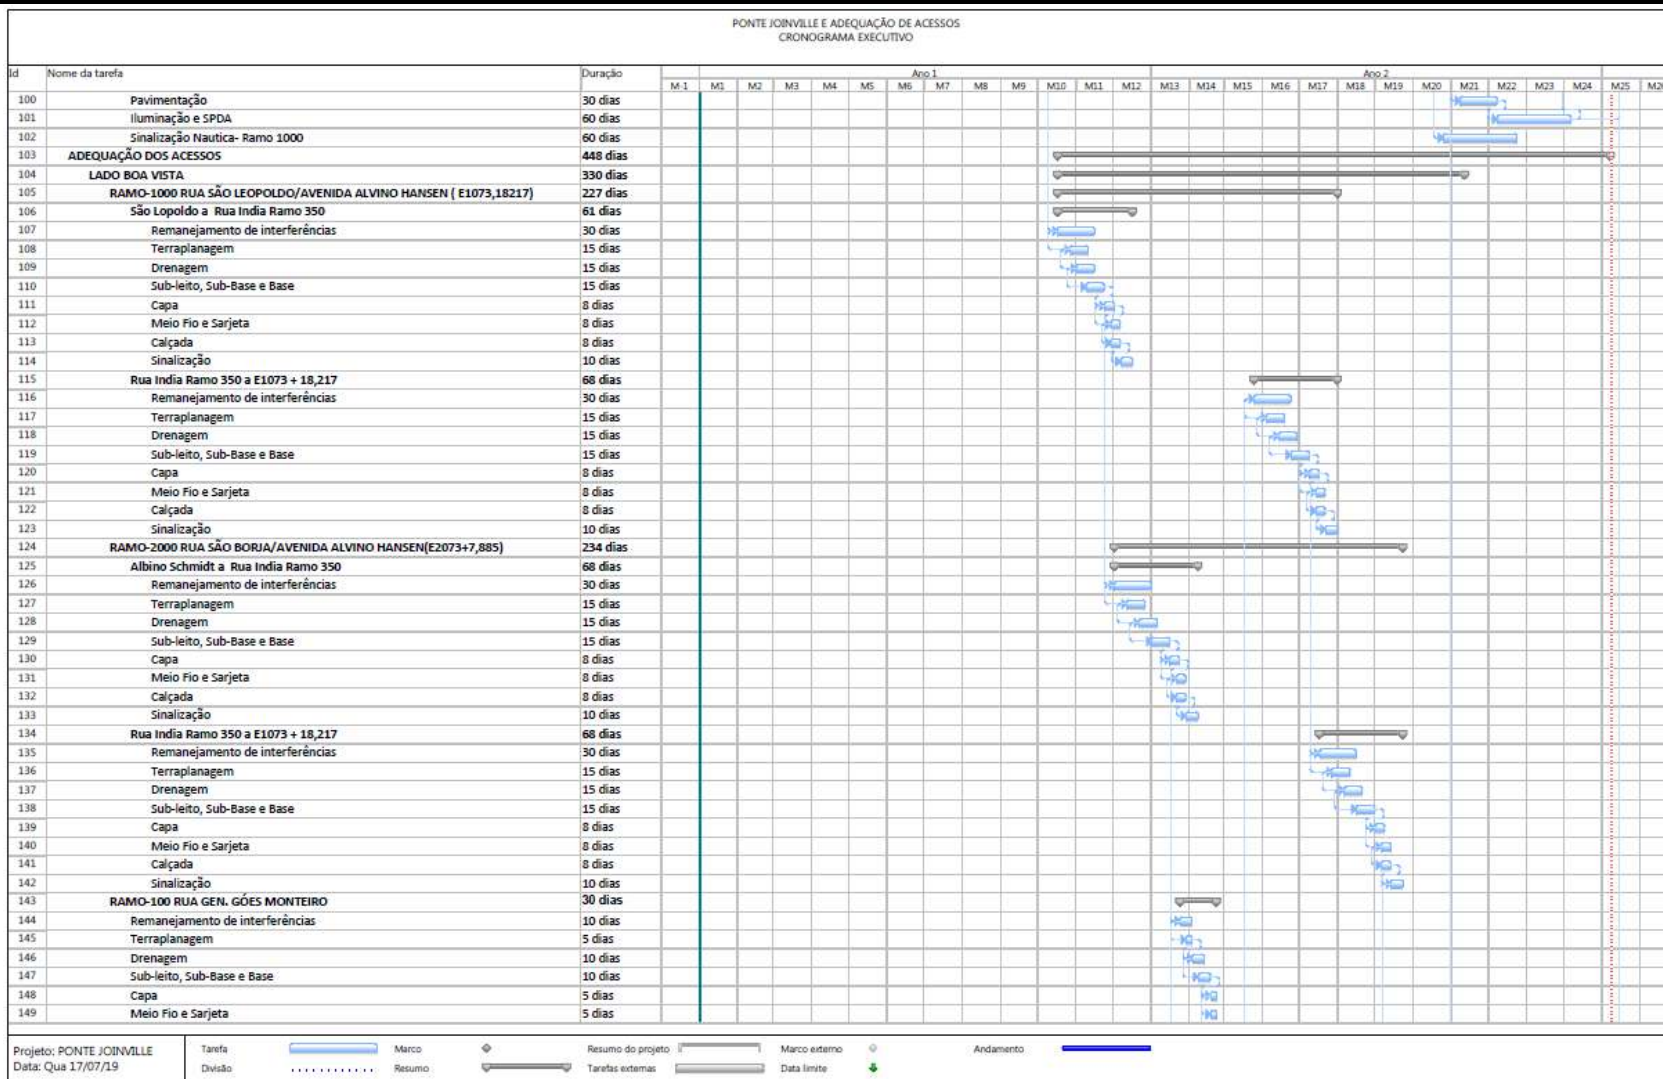 PONTE JOINVILLE E ADEQUAÇÃO DE ACESSOS
CRONOGRAMA EXECUTIVO
Id Nome da tarefa Duração Ano 1 Ano 2
M-1 M1 M2 M3 M4 M5 M6 M7 M8 M9 M10 M11 M12 M13 M14 M15 M16 M17 M18 M19 M20 M21 M22 M23 M24 M25 M26
100 Pavimentação 30 dias
101 Iluminação e SPDA 60 dias
102 Sinalização Nautica- Ramo 1000 60 dias
103 ADEQUAÇÃO DOS ACESSOS 448 dias
104 LADO BOA VISTA 330 dias
105 RAMO-1000 RUA SÃO LEOPOLDO/AVENIDA ALVINO HANSEN ( E1073,18217) 227 dias
106 São Lopoldo a Rua India Ramo 350 61 dias
107 Remanejamento de interferências 30 dias
108 Terraplanagem 15 dias
109 Drenagem 15 dias
110 Sub-leito, Sub-Base e Base 15 dias
111 Capa 8 dias
112 Meio Fio e Sarjeta 8 dias
113 Calçada 8 dias
114 Sinalização 10 dias
115 Rua India Ramo 350 a E1073 + 18,217 68 dias
116 Remanejamento de interferências 30 dias
117 Terraplanagem 15 dias
118 Drenagem 15 dias
119 Sub-leito, Sub-Base e Base 15 dias
120 Capa 8 dias
121 Meio Fio e Sarjeta 8 dias
122 Calçada 8 dias
123 Sinalização 10 dias
124 RAMO-2000 RUA SÃO BORJA/AVENIDA ALVINO HANSEN(E2073+7,885) 234 dias
125 Albino Schmidt a Rua India Ramo 350 68 dias
126 Remanejamento de interferências 30 dias
127 Terraplanagem 15 dias
128 Drenagem 15 dias
129 Sub-leito, Sub-Base e Base 15 dias
130 Capa 8 dias
131 Meio Fio e Sarjeta 8 dias
132 Calçada 8 dias
133 Sinalização 10 dias
134 Rua India Ramo 350 a E1073 + 18,217 68 dias
135 Remanejamento de interferências 30 dias
136 Terraplanagem 15 dias
137 Drenagem 15 dias
138 Sub-leito, Sub-Base e Base 15 dias
139 Capa 8 dias
140 Meio Fio e Sarjeta 8 dias
141 Calçada 8 dias
142 Sinalização 10 dias
143 RAMO-100 RUA GEN. GÓES MONTEIRO 30 dias
144 Remanejamento de interferências 10 dias
145 Terraplanagem 5 dias
146 Drenagem 10 dias
147 Sub-leito, Sub-Base e Base 10 dias
148 Capa 5 dias
149 Meio Fio e Sarjeta 5 dias
Projeto: PONTE JOINVILLE
Data: Qua 17/07/19
Tarefa Marco Resumo do projeto Marco externo Andamento
Divisão Resumo Tarefas externas Data limite